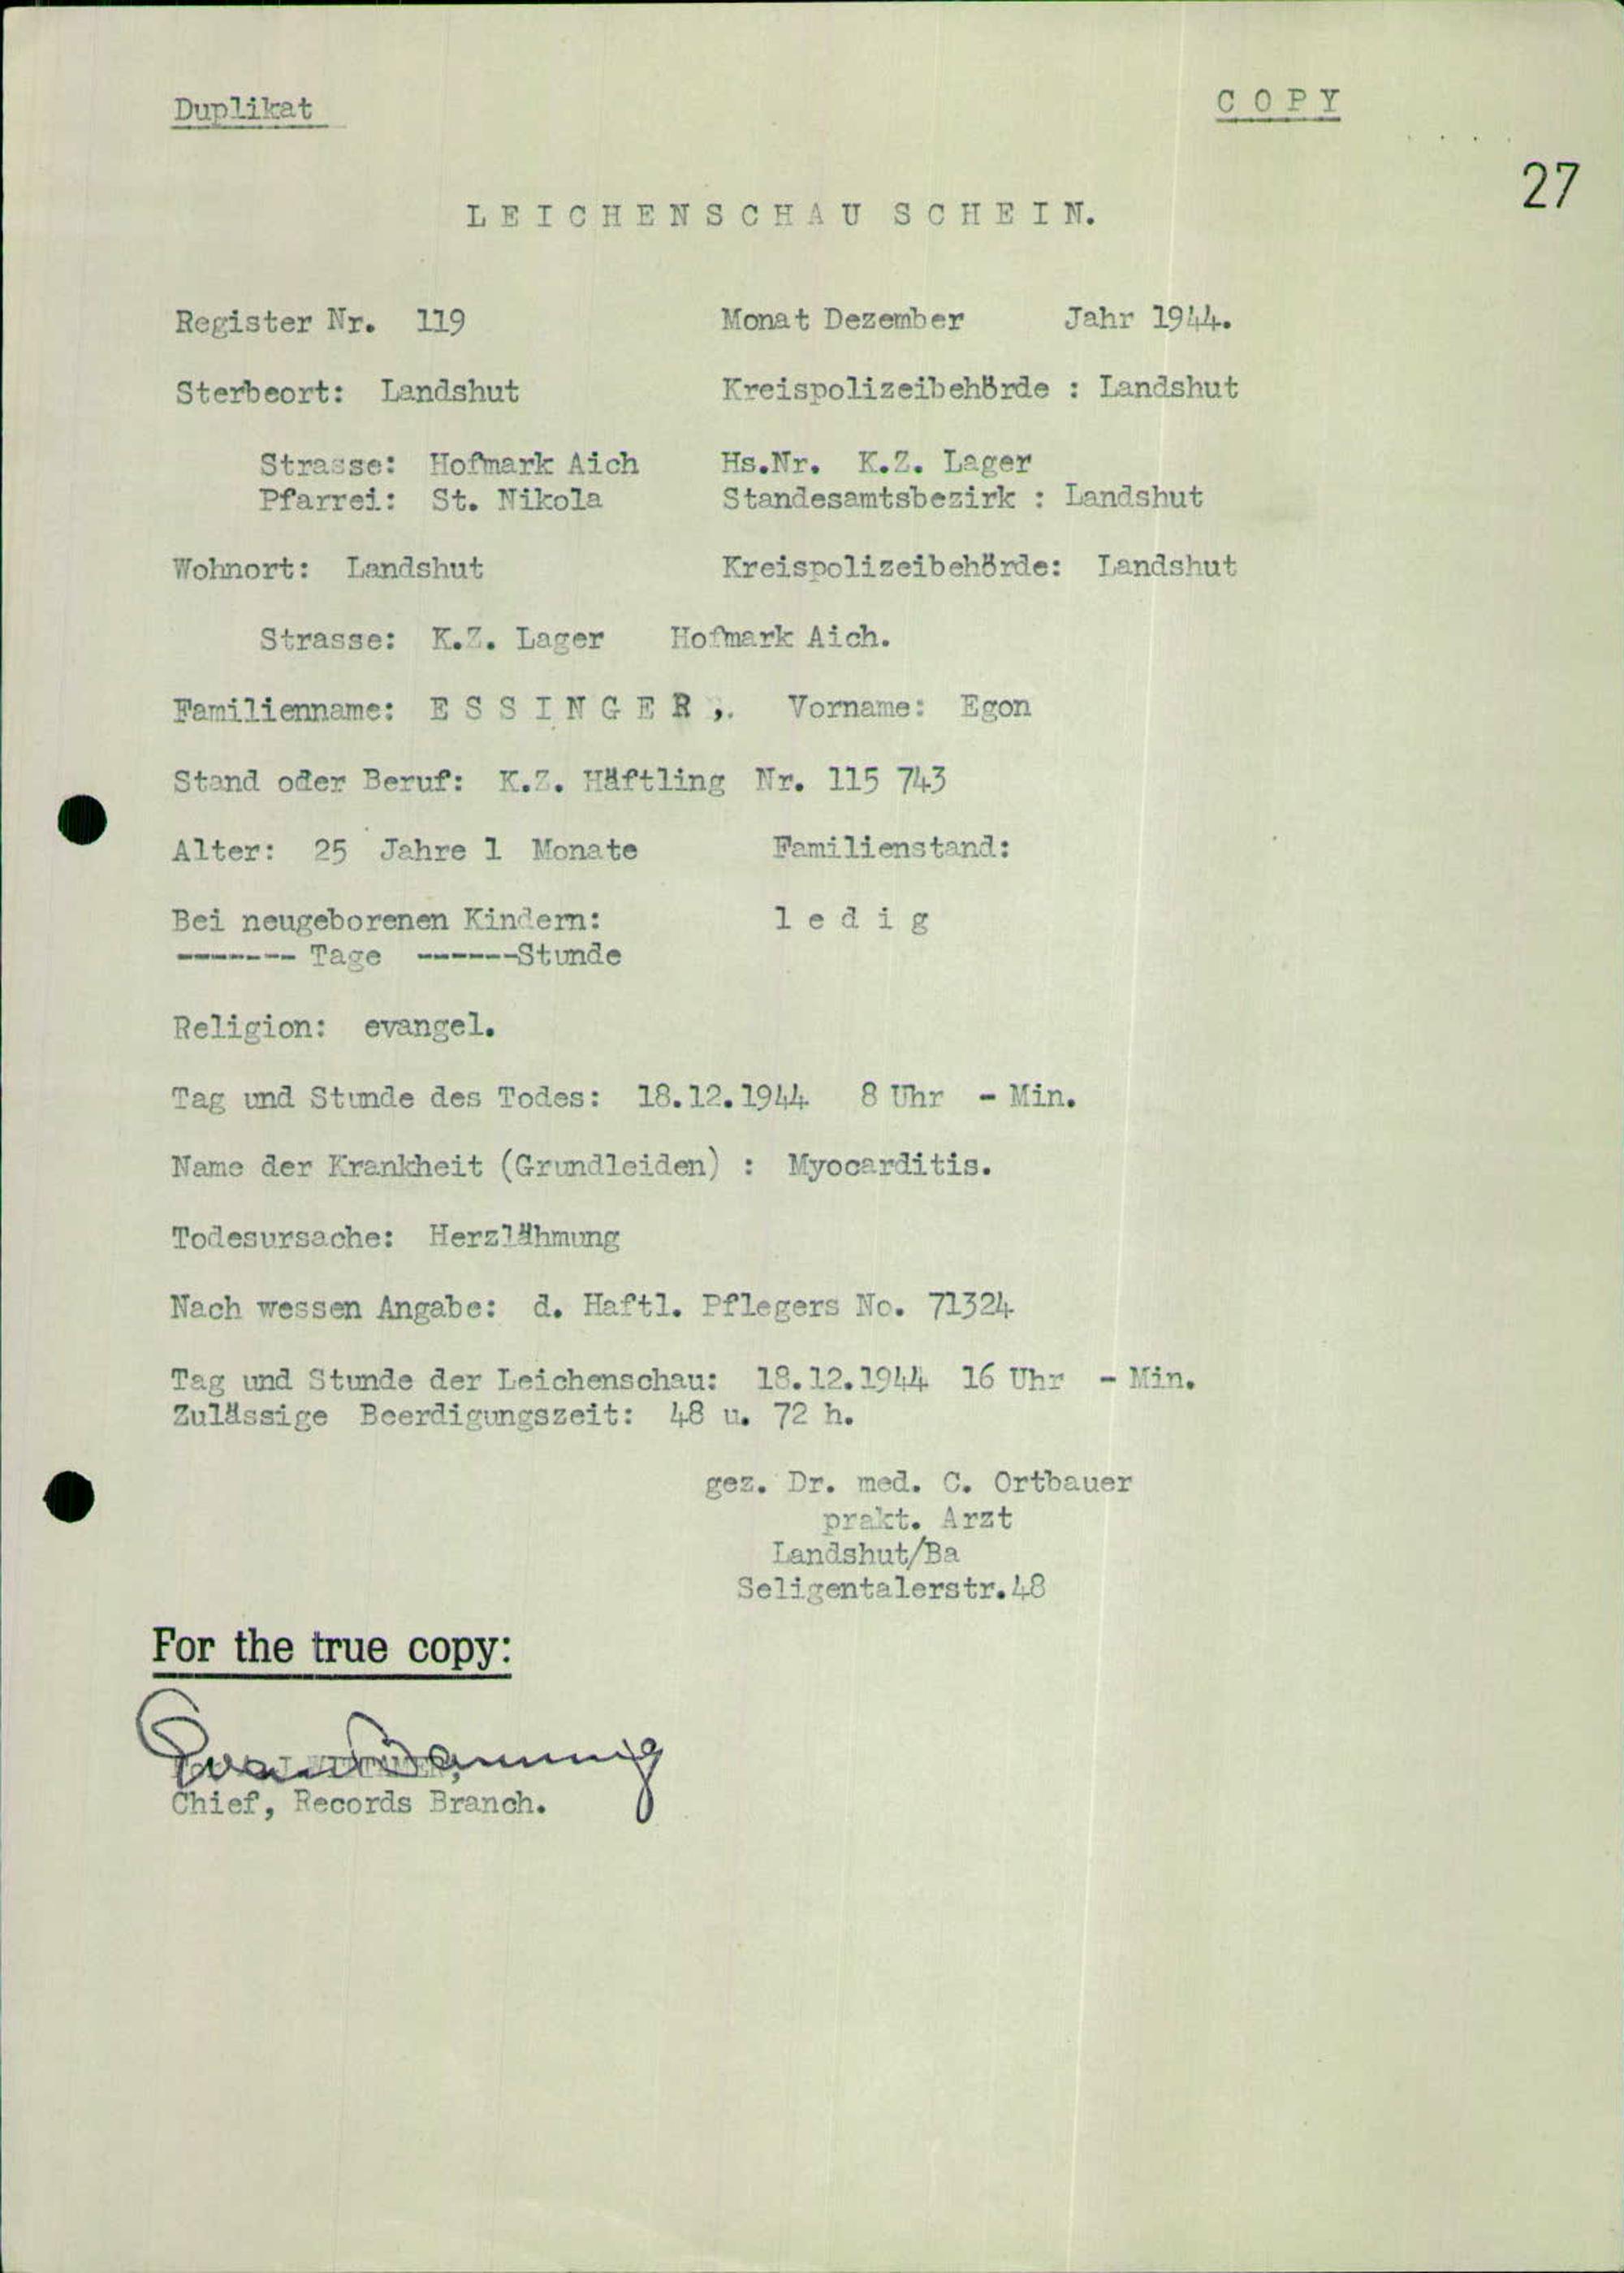 Duplikat
C O P Y
27
L E I C H E N S C H A U S C H E I N.
Register Nr. 119 Monat Dezember Jahr 1944.
Sterbeort: Landshut Kreispolizeibehörde : Landshut
Strasse: Hofmark Aich Hs.Nr. K.Z. Lager
Pfarrei: St. Nikola Standesamtsbezirk : Landshut
Wohnort: Landshut Kreispolizeibehörde: Landshut
Strasse: K.Z. Lager Hofmark Aich.
Familienname: E S S I N G E R ,. Vorname: Egon
Stand oder Beruf: K.Z. Häftling Nr. 115 743
Alter: 25 Jahre 1 Monate Familienstand:
Bei neugeborenen Kindern: l e d i g
------- Tage ------Stunde
Religion: evangel.
Tag und Stunde des Todes: 18.12.1944 8 Uhr - Min.
Name der Krankheit (Grundleiden) : Myocarditis.
Todesursache: Herzlähmung
Nach wessen Angabe: d. Haftl. Pflegers No. 71324
Tag und Stunde der Leichenschau: 18.12.1944 16 Uhr - Min.
Zulässige Beerdigungszeit: 48 u. 72 h.
gez. Dr. med. C. Ortbauer
prakt. Arzt
Landshut/Ba
Seligentalerstr.48
For the true copy:
Chief, Records Branch.